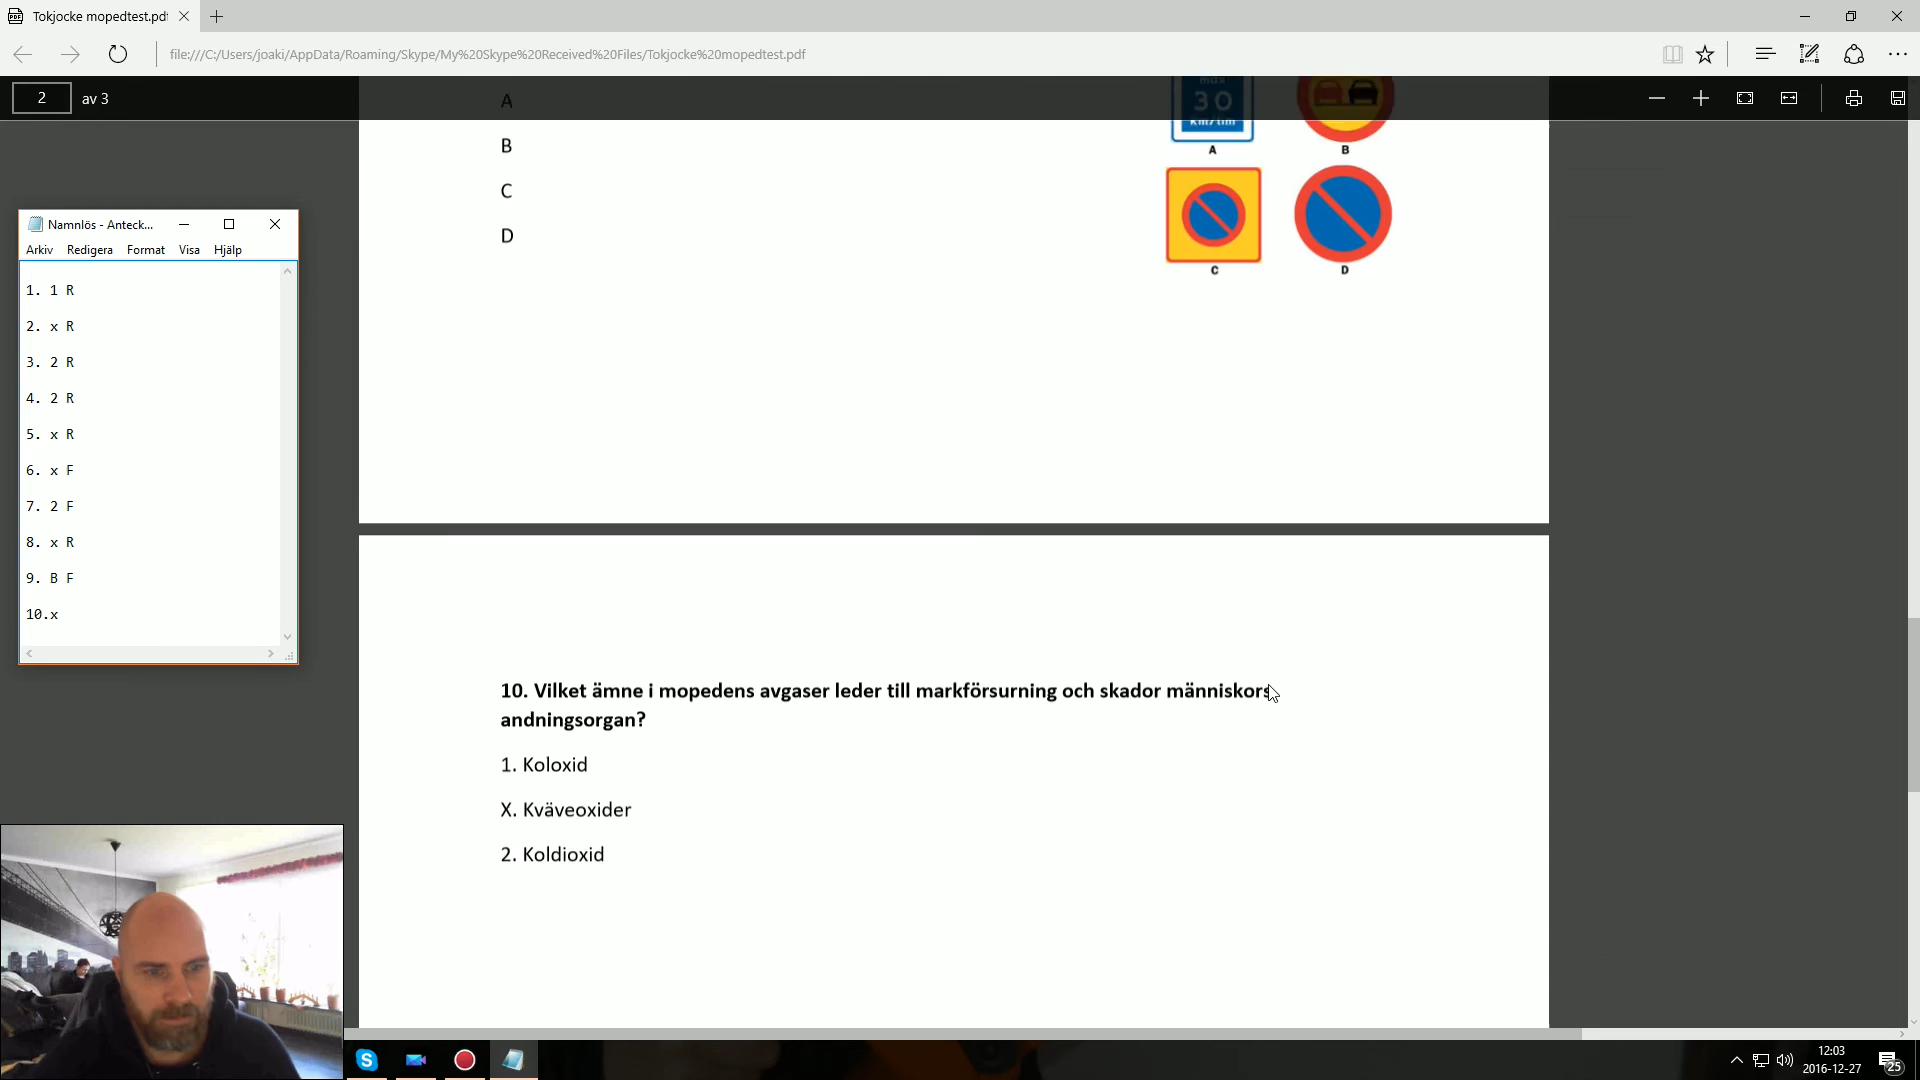 Tokjocke mopedtest.pd
file:///C:/Users/joaki/AppData/Roaming/Skype/My%20Skype%20Received%20Files/Tokjocke%20mopedtest.pdf
2 av 3
A
B
C
D
30
km/tim
A
B
C
D
Namnlös - Anteck...
Arkiv Redigera Format Visa Hjälp
1. 1 R
2. x R
3. 2 R
4. 2 R
5. x R
6. x F
7. 2 F
8. x R
9. B F
10.x
10. Vilket ämne i mopedens avgaser leder till markförsurning och skador människors
andningsorgan?
1. Koloxid
X. Kväveoxider
2. Koldioxid
12:03
2016-12-27
25